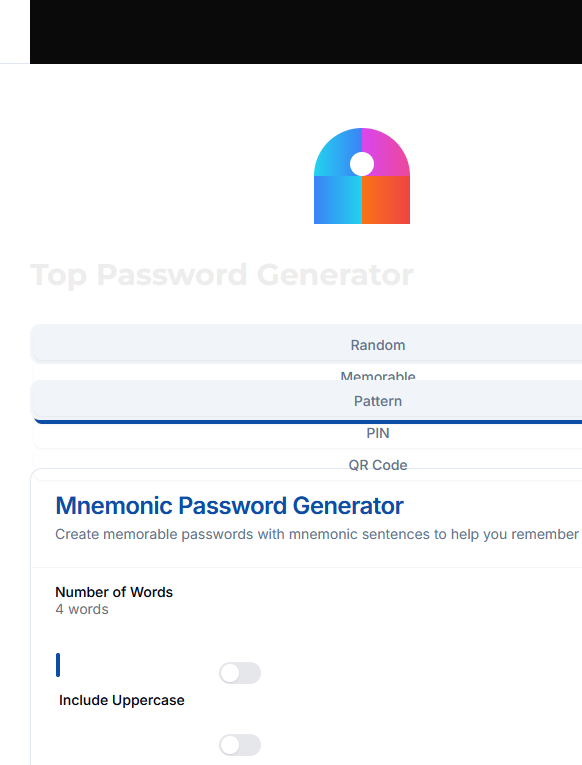 Top Password Generator
Random
Memorable
Pattern
PIN
QR Code
Mnemonic Password Generator
Create memorable passwords with mnemonic sentences to help you remember
Number of Words
4 words
Include Uppercase